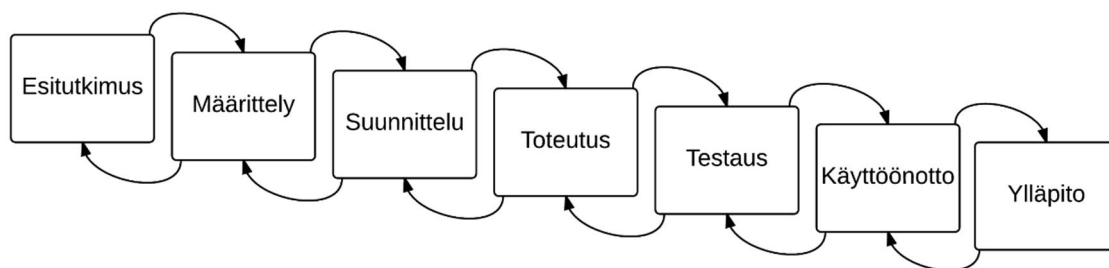 Esitutkimus
Määrittely
Suunnittelu
Toteutus
Testaus
Käyttöönotto
Ylläpito